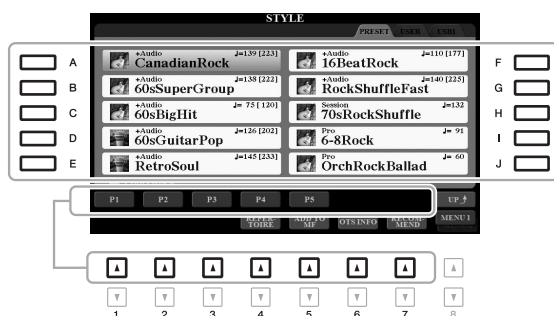 STYLE
PRESET USER USB1
A +Audio ♩=139 [223] +Audio ♩=110 [177] F
CanadianRock 16BeatRock
B +Audio ♩=138 [222] +Audio ♩=140 [225] G
60sSuperGroup RockShuffleFast
C +Audio ♩= 75 [120] Session ♩=132 H
60sBigHit 70sRockShuffle
D +Audio ♩=126 [202] Pro ♩= 91 I
60sGuitarPop 6-8Rock
E +Audio ♩=145 [233] Pro ♩= 60 J
RetroSoul OrchRockBallad
P1 P2 P3 P4 P5 UP
REPER-TOIRE ADD TO MF OTS INFO RECOM-MEND MENU 1
1 2 3 4 5 6 7 8